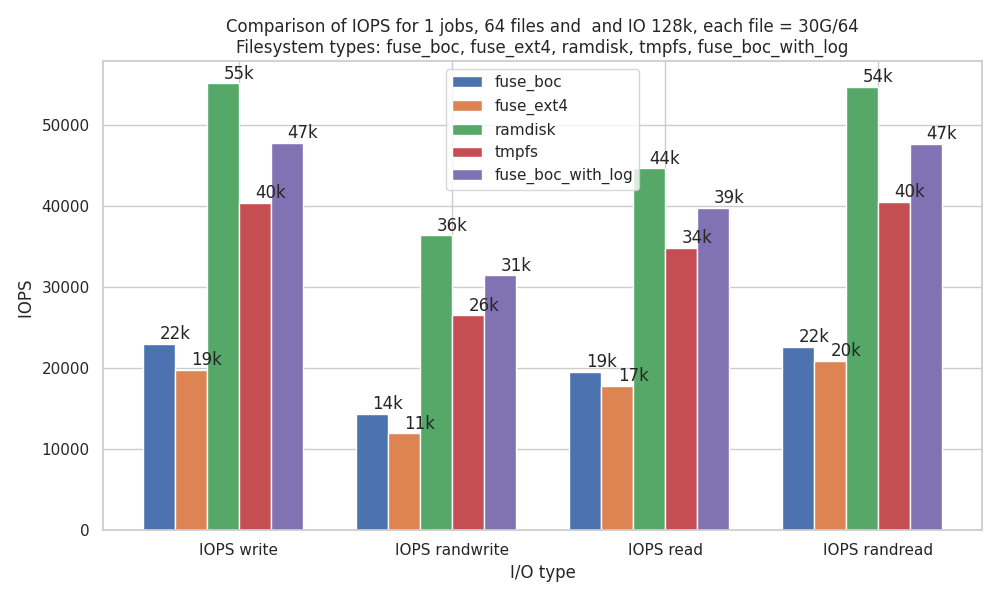 Comparison of IOPS for 1 jobs, 64 files and  and IO 128k, each file = 30G/64
Filesystem types: fuse_boc, fuse_ext4, ramdisk, tmpfs, fuse_boc_with_log
fuse_boc
fuse_ext4
ramdisk
tmpfs
fuse_boc_with_log
IOPS
50000
40000
30000
20000
10000
0
22k
19k
55k
40k
47k
14k
11k
36k
26k
31k
19k
17k
44k
34k
39k
22k
20k
54k
40k
47k
IOPS write
IOPS randwrite
IOPS read
IOPS randread
I/O type